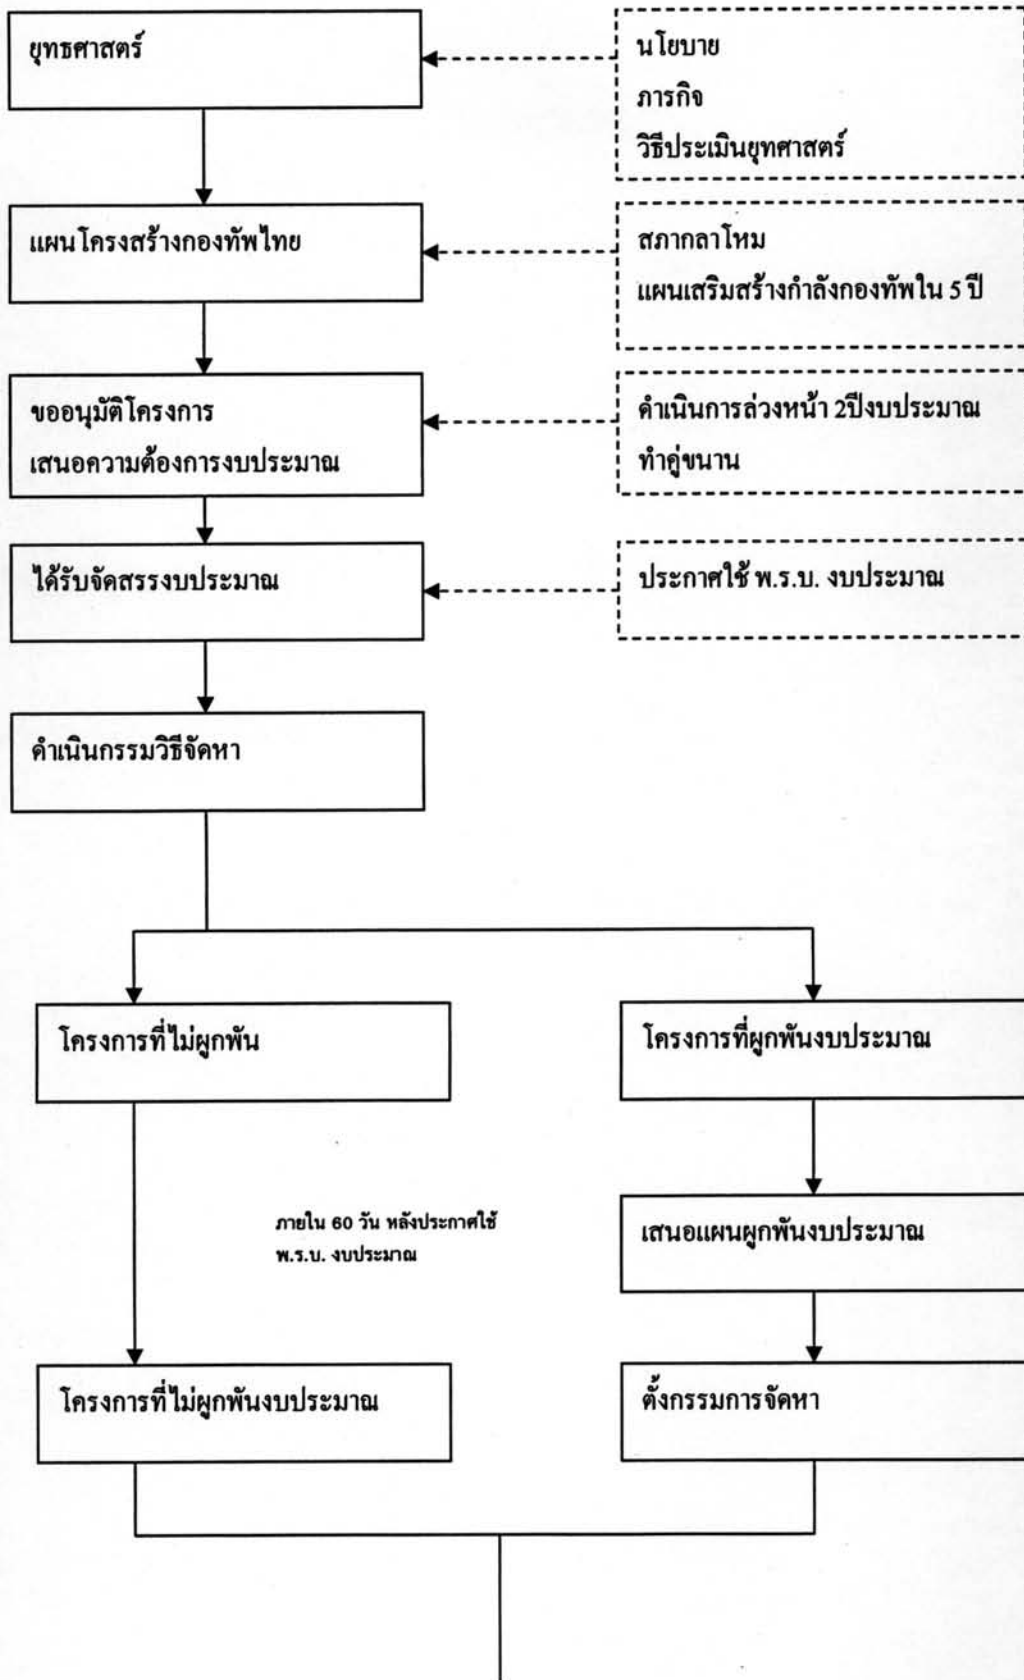 ยุทธศาสตร์
นโยบาย
ภารกิจ
วิธีประเมินยุทศาสตร์
แผนโครงสร้างกองทัพไทย
สภากลาโหม
แผนเสริมสร้างกำลังกองทัพใน 5 ปี
ขออนุมัติโครงการ
เสนอความต้องการงบประมาณ
ดำเนินการล่วงหน้า 2ปีงบประมาณ
ทำคู่ขนาน
ได้รับจัดสรรงบประมาณ
ประกาศใช้ พ.ร.บ. งบประมาณ
ดำเนินกรรมวิธีจัดหา
โครงการที่ไม่ผูกพัน
โครงการที่ผูกพันงบประมาณ
ภายใน 60 วัน หลังประกาศใช้
พ.ร.บ. งบประมาณ
เสนอแผนผูกพันงบประมาณ
โครงการที่ไม่ผูกพันงบประมาณ
ตั้งกรรมการจัดหา